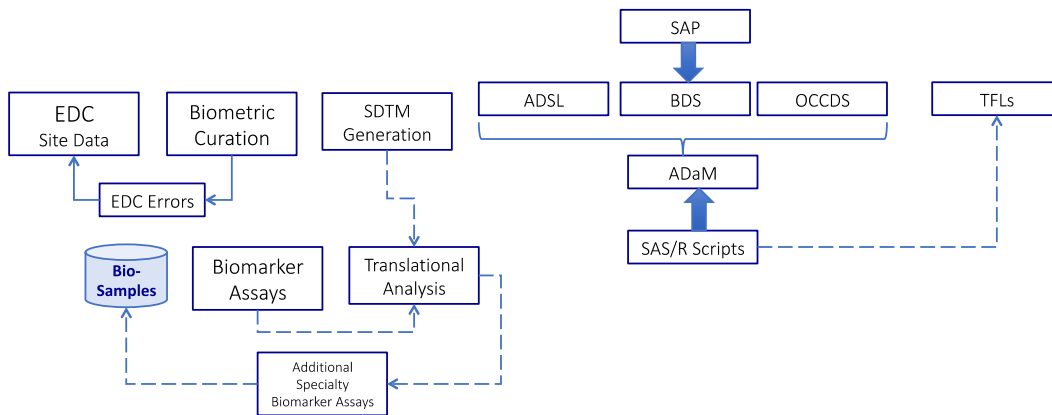 SAP
ADSL
BDS
OCCDS
TFLs
EDC
Site Data
Biometric
Curation
SDTM
Generation
ADaM
EDC Errors
SAS/R Scripts
Bio-
Samples
Biomarker
Assays
Translational
Analysis
Additional
Specialty
Biomarker Assays